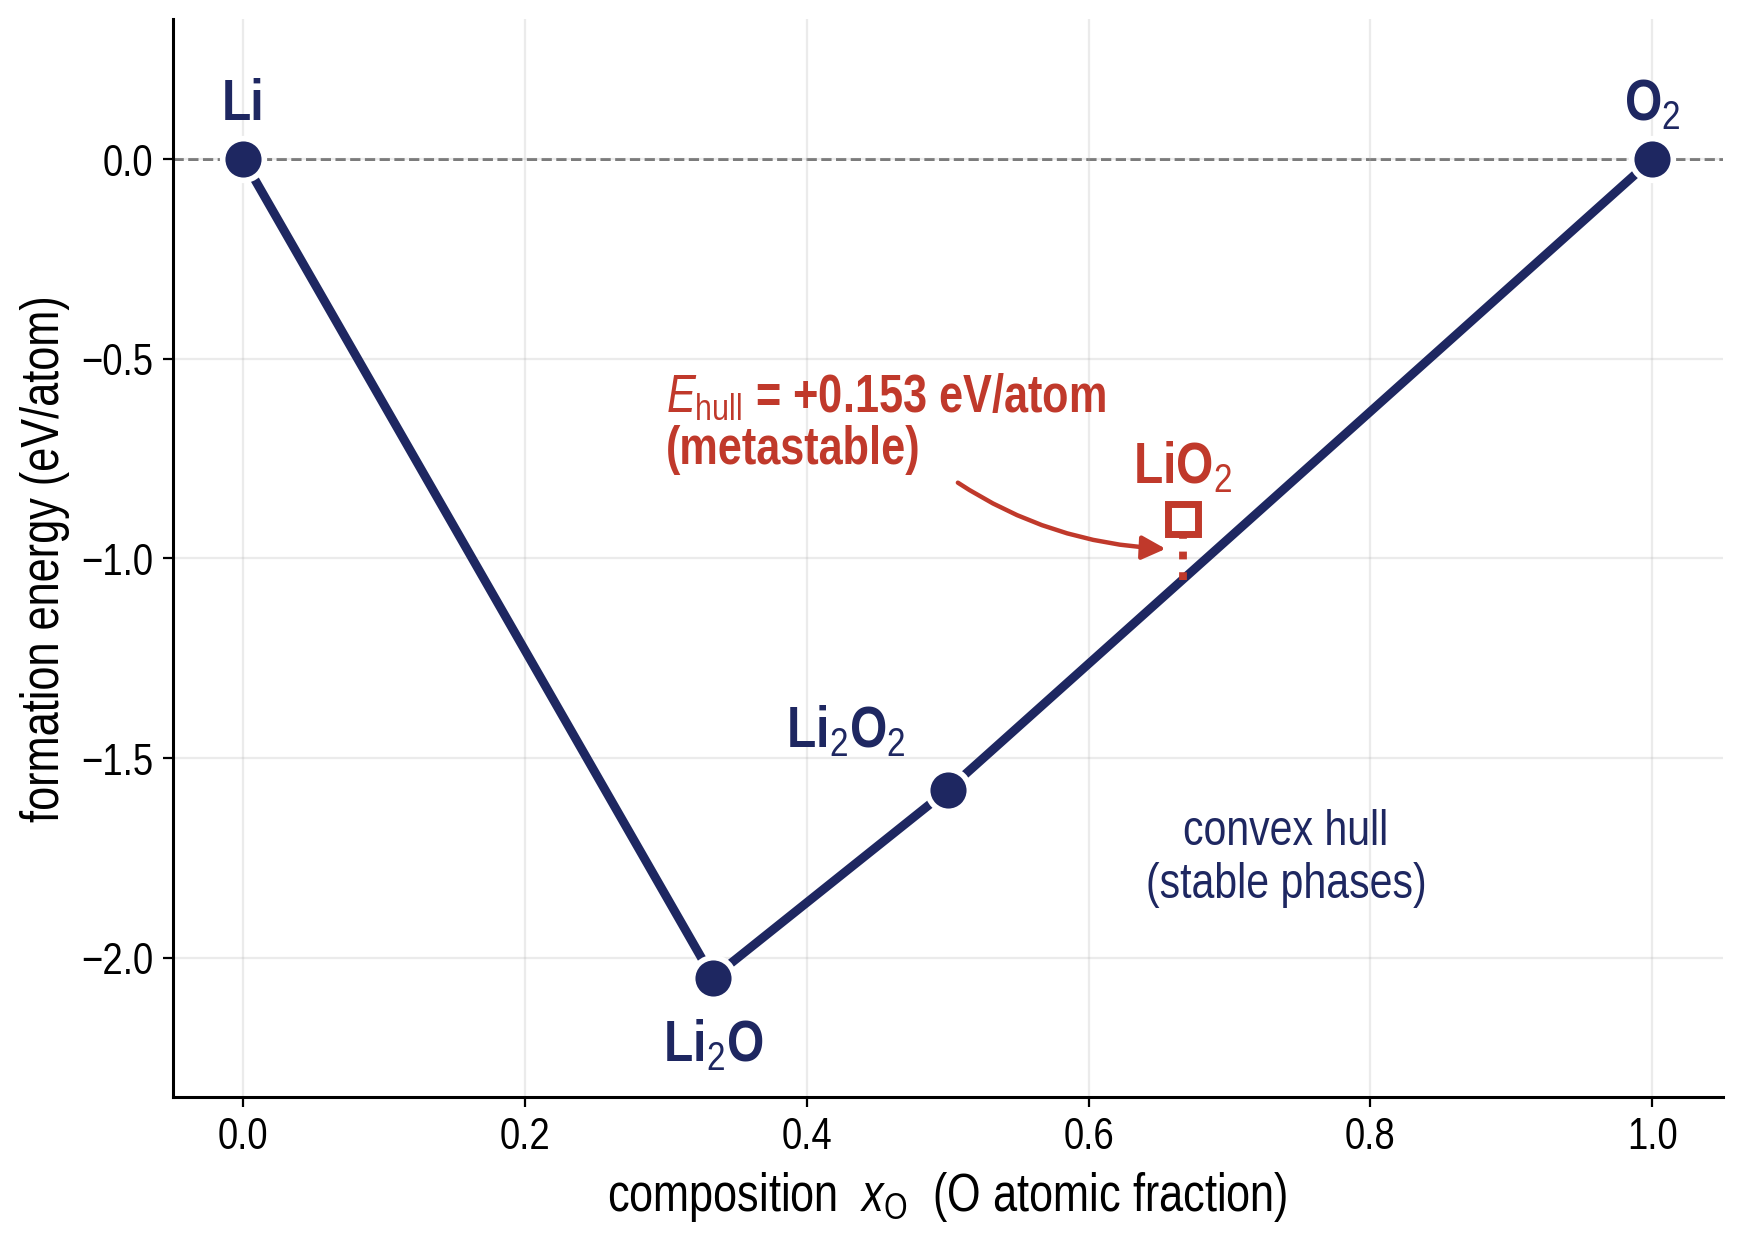 Li
O₂
0.0
−0.5
−1.0
−1.5
−2.0
formation energy (eV/atom)
E_hull = +0.153 eV/atom
(metastable)
LiO₂
Li₂O₂
convex hull
(stable phases)
Li₂O
0.0 0.2 0.4 0.6 0.8 1.0
composition x_O (O atomic fraction)